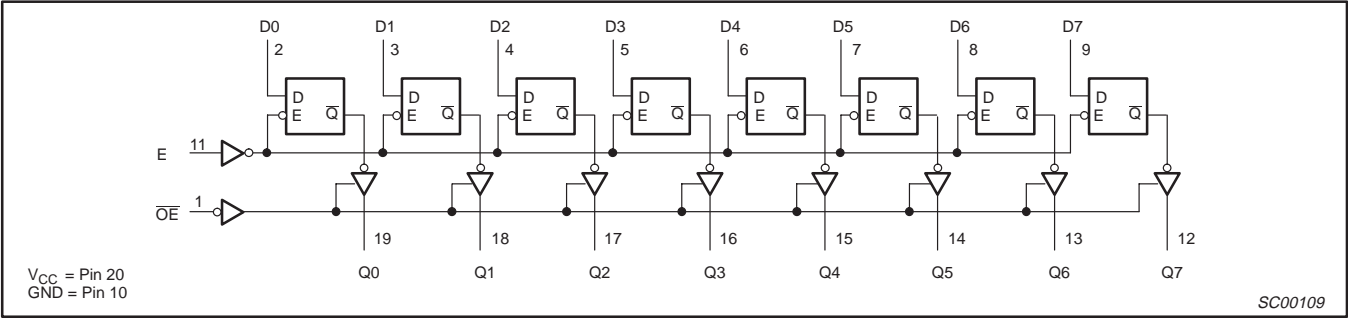 D0 D1 D2 D3 D4 D5 D6 D7
2 3 4 5 6 7 8 9
D D D D D D D D
E Q̅ E Q̅ E Q̅ E Q̅ E Q̅ E Q̅ E Q̅ E Q̅
E 11
O̅E̅ 1
19 18 17 16 15 14 13 12
Q0 Q1 Q2 Q3 Q4 Q5 Q6 Q7
VCC = Pin 20
GND = Pin 10
SC00109